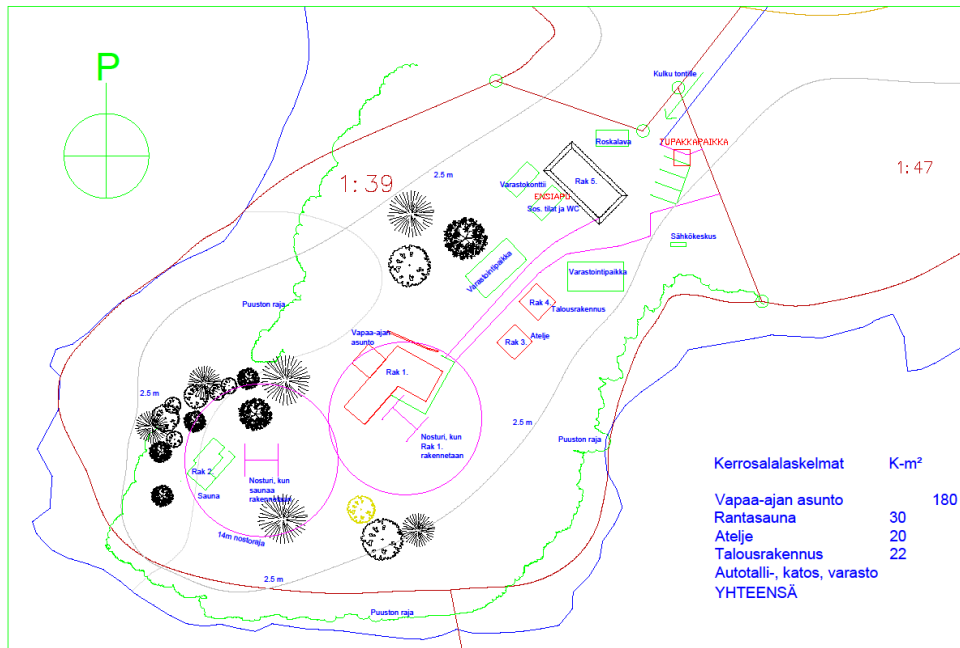 P
Kulku tontille
Roskalava
TUPAKKAPAIKKA
1:39
1:47
2.5 m
Varastokonttii
Rak 5.
ENSIAPU
Sos. tilat ja WC
Sähkökeskus
Varastointipaikka
Varastointipaikka
Puuston raja
Rak 4.
Talousrakennus
Vapaa-ajan
asunto
Rak 3.
Atelje
Rak 1.
2.5 m
2.5 m
Nosturi, kun
Rak 1.
rakennetaan
Puuston raja
Rak 2.
Sauna
Nosturi, kun
saunaa
rakennetaan
14m nostoraja
2.5 m
Puuston raja
Kerrosalalaskelmat K-m²
Vapaa-ajan asunto 180
Rantasauna 30
Atelje 20
Talousrakennus 22
Autotalli-, katos, varasto
YHTEENSÄ